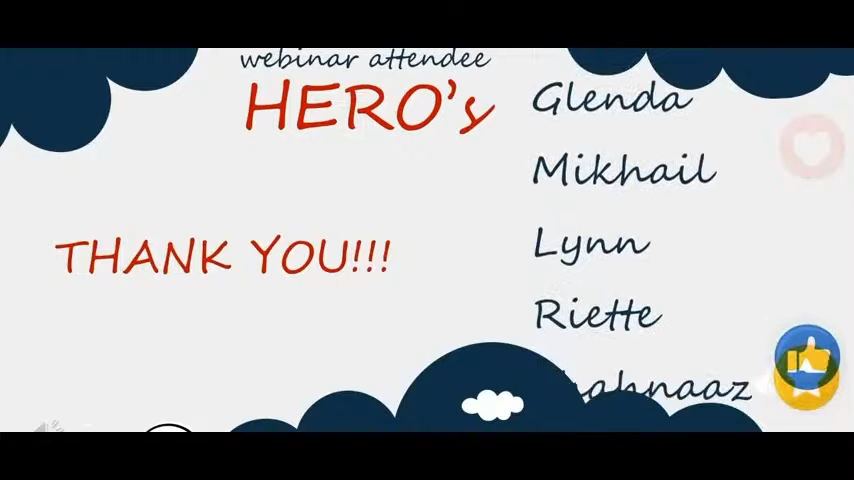 webinar attendee
HERO's
THANK YOU!!!
Glenda
Mikhail
Lynn
Riette